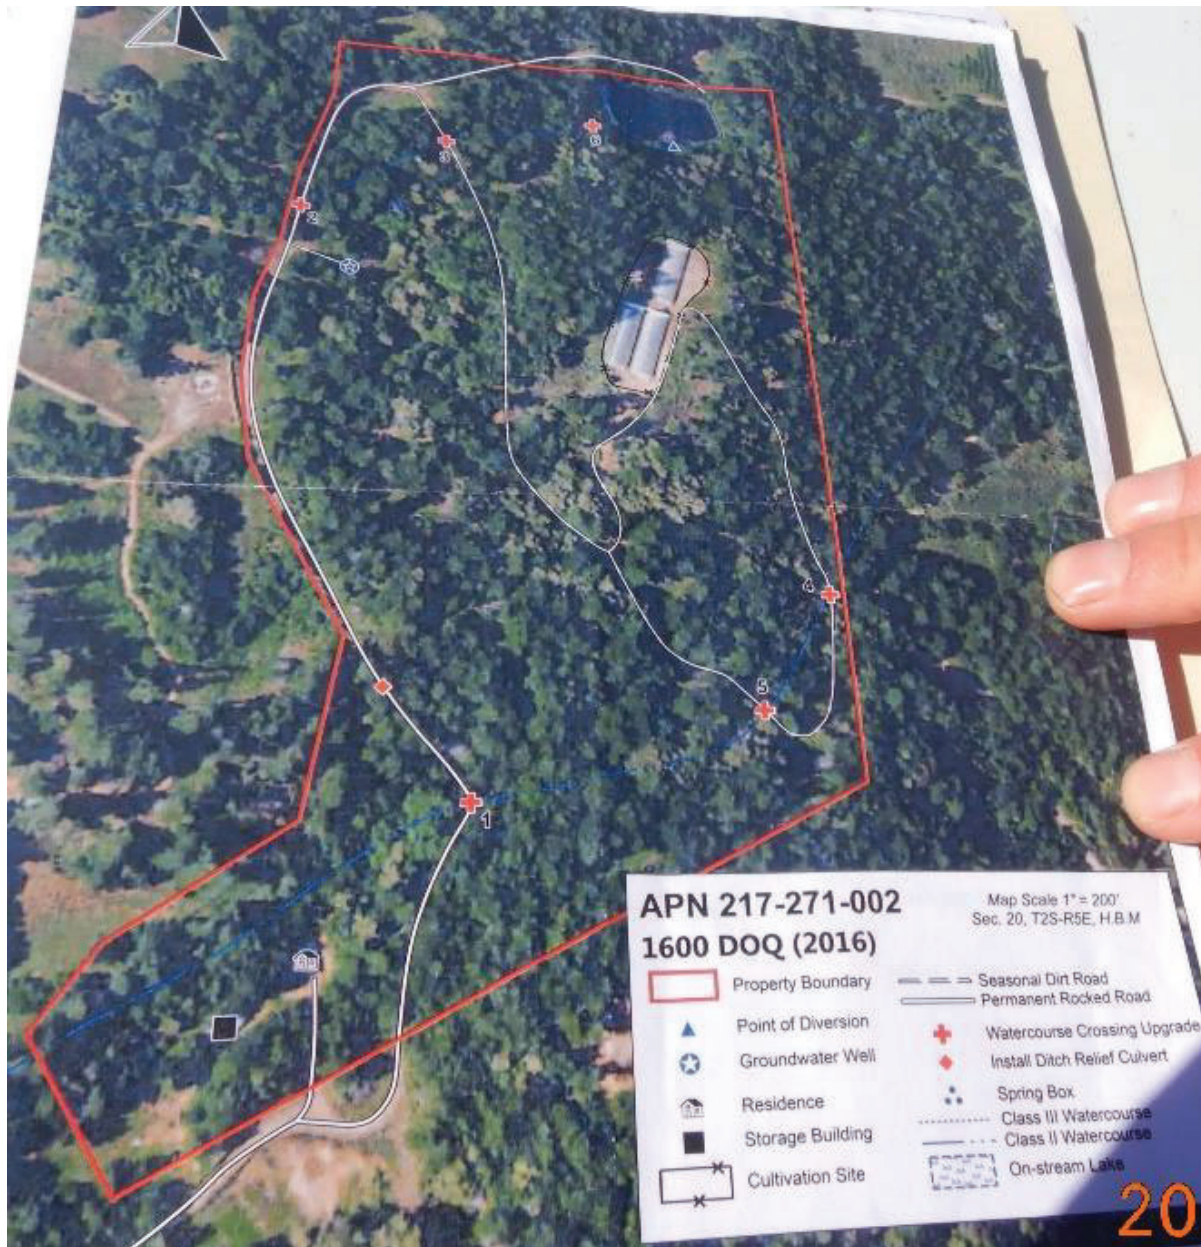 2
3
6
4
5
1
APN 217-271-002
1600 DOQ (2016)
Map Scale 1" = 200'
Sec. 20, T2S-R5E, H.B.M
Property Boundary
Point of Diversion
Groundwater Well
Residence
Storage Building
Cultivation Site
Seasonal Dirt Road
Permanent Rocked Road
Watercourse Crossing Upgrade
Install Ditch Relief Culvert
Spring Box
Class III Watercourse
Class II Watercourse
On-stream Lake
20